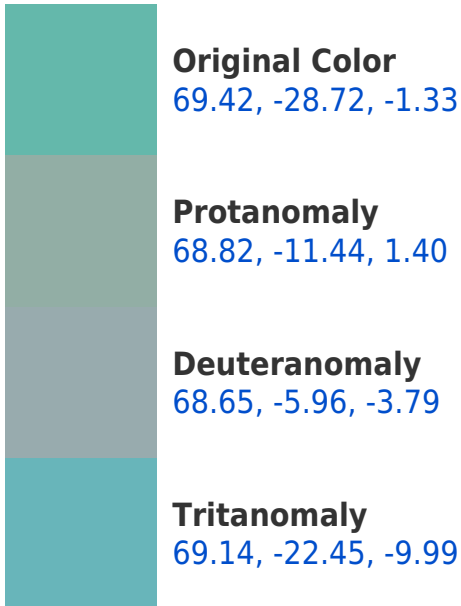 Original Color
69.42, -28.72, -1.33
Protanomaly
68.82, -11.44, 1.40
Deuteranomaly
68.65, -5.96, -3.79
Tritanomaly
69.14, -22.45, -9.99